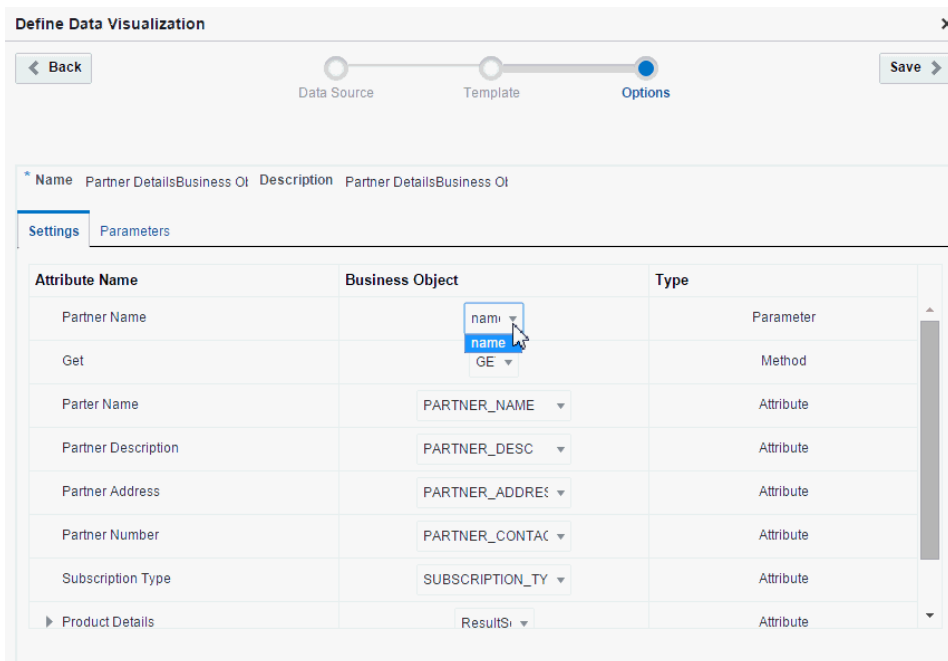 Define Data Visualization
Back
Data Source
Template
Options
Save
* Name Partner DetailsBusiness Ob Description Partner DetailsBusiness Ob
Settings Parameters
Attribute Name Business Object Type
Partner Name nam Parameter
name
Get GE Method
Parter Name PARTNER_NAME Attribute
Partner Description PARTNER_DESC Attribute
Partner Address PARTNER_ADDRES Attribute
Partner Number PARTNER_CONTAC Attribute
Subscription Type SUBSCRIPTION_TY Attribute
Product Details ResultS Attribute